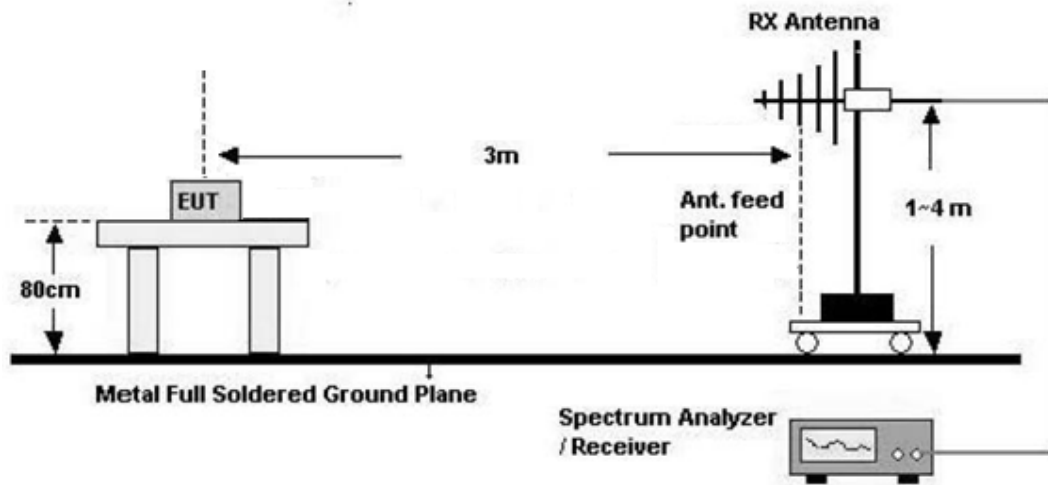 RX Antenna
3m
EUT
Ant. feed
point
1~4 m
80cm
Metal Full Soldered Ground Plane
Spectrum Analyzer
/ Receiver